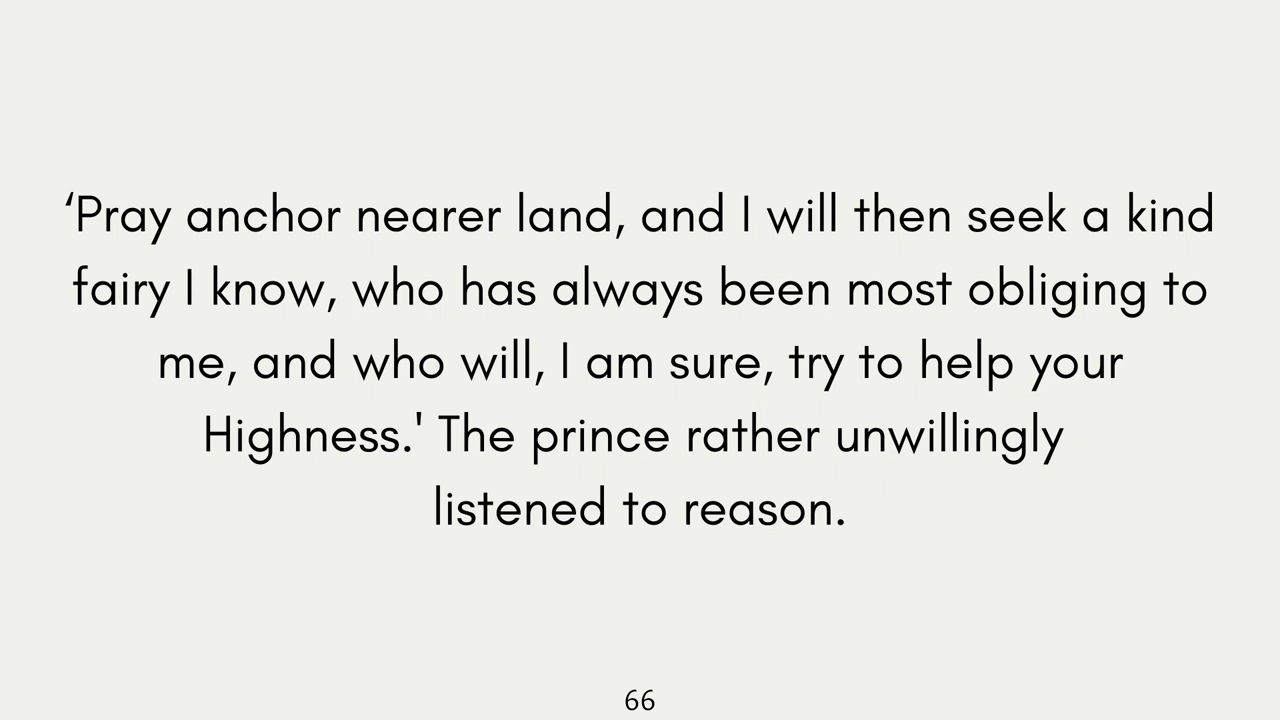 ‘Pray anchor nearer land, and I will then seek a kind
fairy I know, who has always been most obliging to
me, and who will, I am sure, try to help your
Highness.' The prince rather unwillingly
listened to reason.
66